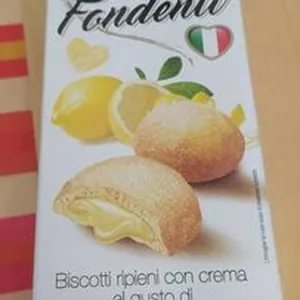 Fondenti
Biscotti ripieni con crema
al gusto di